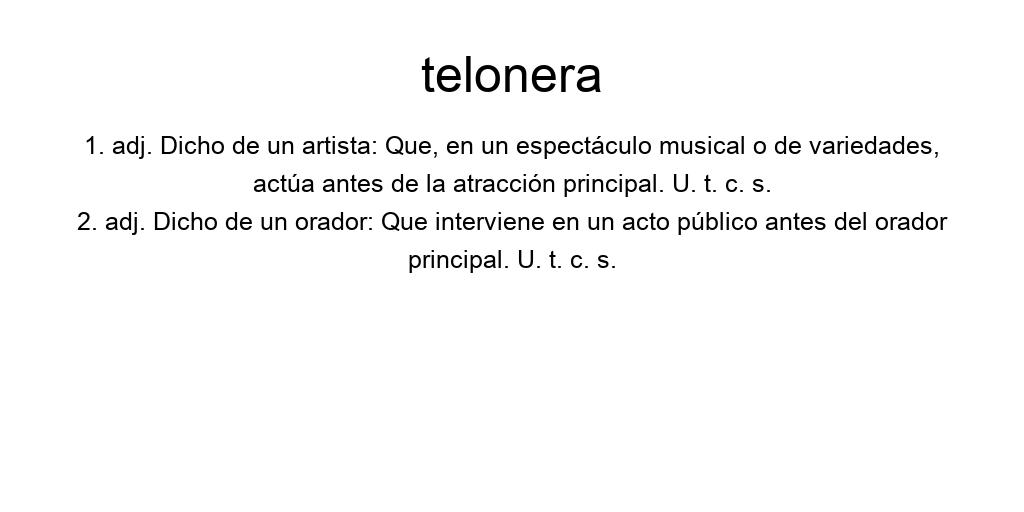 telonera
1. adj. Dicho de un artista: Que, en un espectáculo musical o de variedades,
actúa antes de la atracción principal. U. t. c. s.
2. adj. Dicho de un orador: Que interviene en un acto público antes del orador
principal. U. t. c. s.